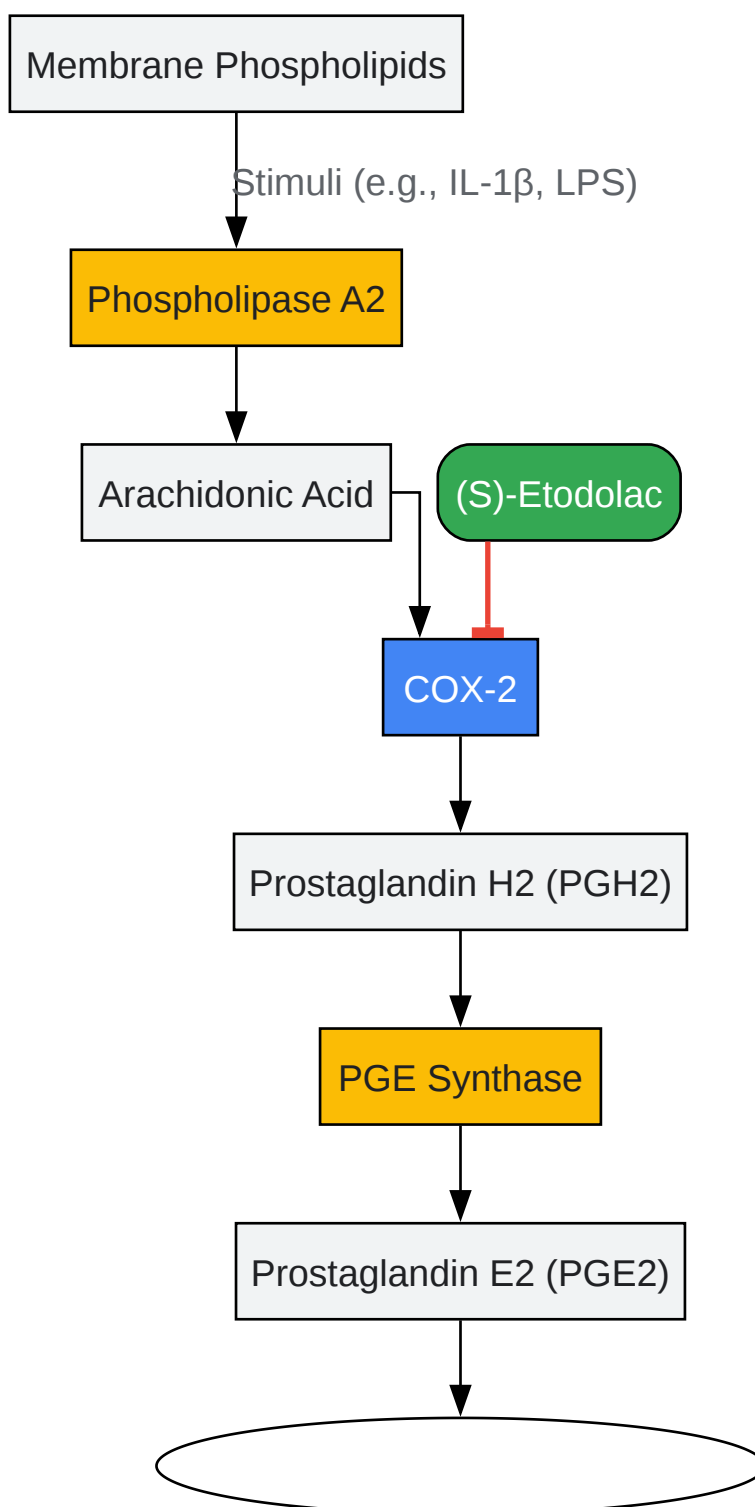 Membrane Phospholipids
Stimuli (e.g., IL-1β, LPS)
Phospholipase A2
Arachidonic Acid
(S)-Etodolac
COX-2
Prostaglandin H2 (PGH2)
PGE Synthase
Prostaglandin E2 (PGE2)